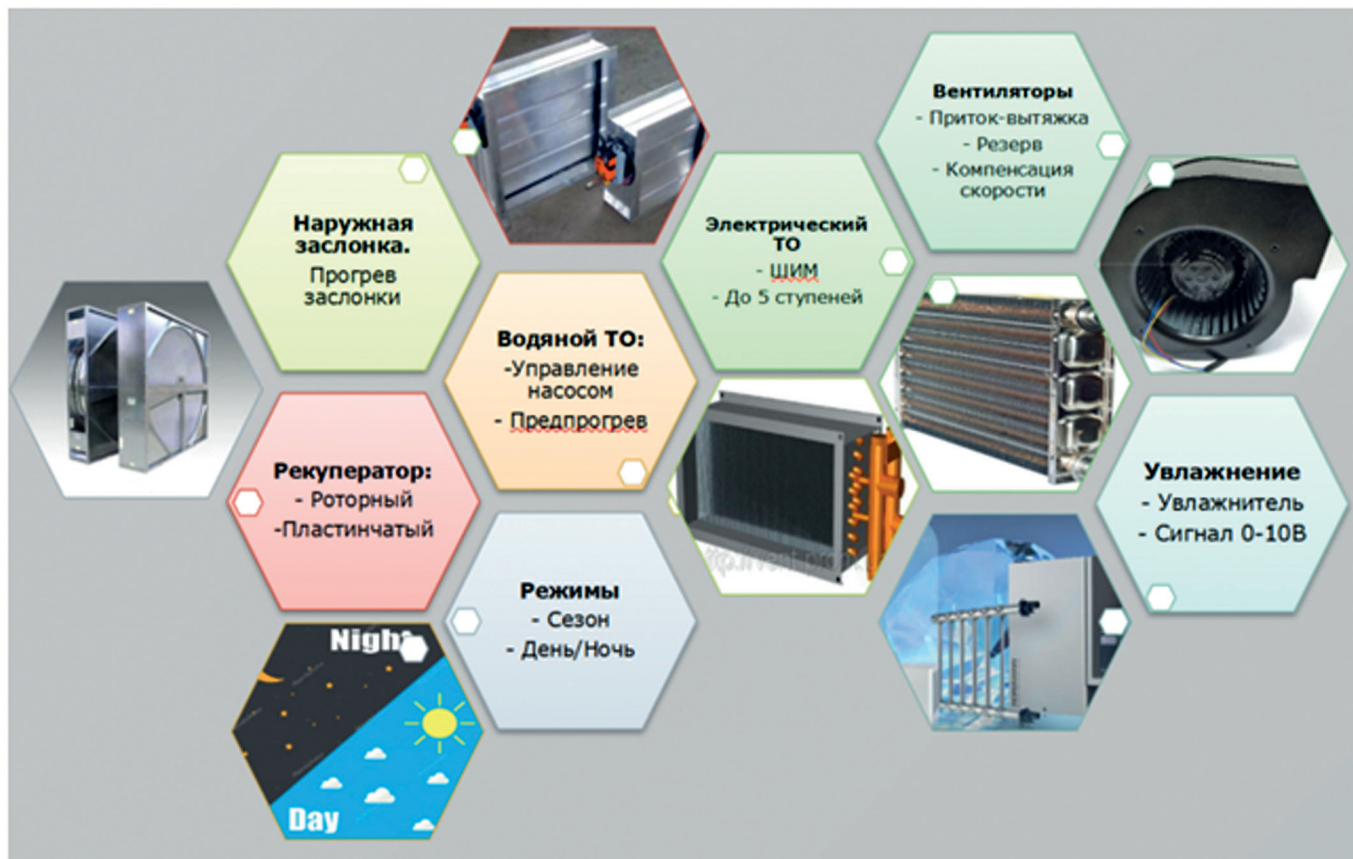 Вентиляторы
- Приток-вытяжка
- Резерв
- Компенсация
скорости
Наружная
заслонка.
Прогрев
заслонки
Электрический
ТО
- ШИМ
- До 5 ступеней
Водяной ТО:
-Управление
насосом
- Предпрогрев
Рекуператор:
- Роторный
-Пластинчатый
Увлажнение
- Увлажнитель
- Сигнал 0-10В
Режимы
- Сезон
- День/Ночь
Night
Day